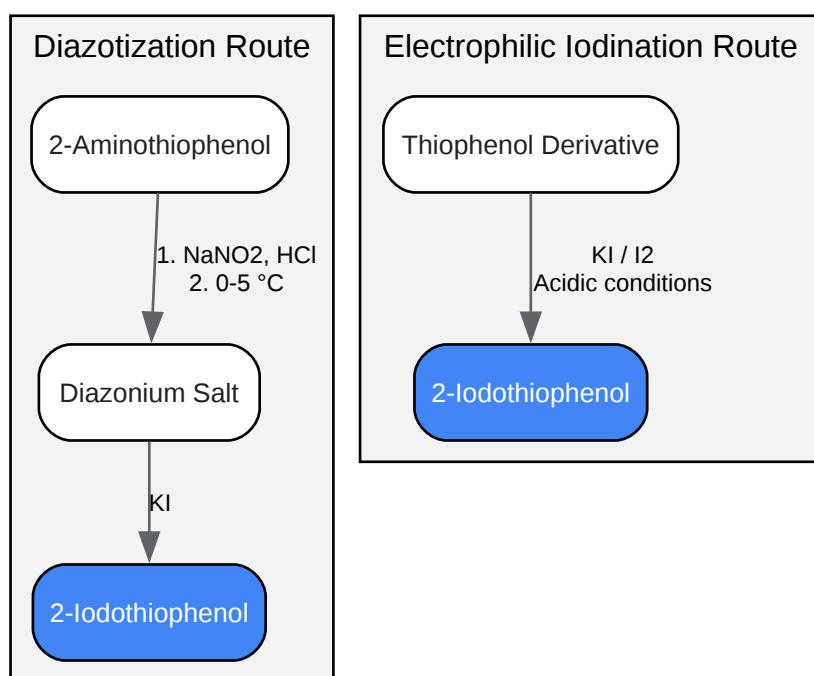 Diazotization Route
2-Aminothiophenol
1. NaNO2, HCl
2. 0-5 °C
Diazonium Salt
KI
2-Iodothiophenol
Electrophilic Iodination Route
Thiophenol Derivative
KI / I2
Acidic conditions
2-Iodothiophenol